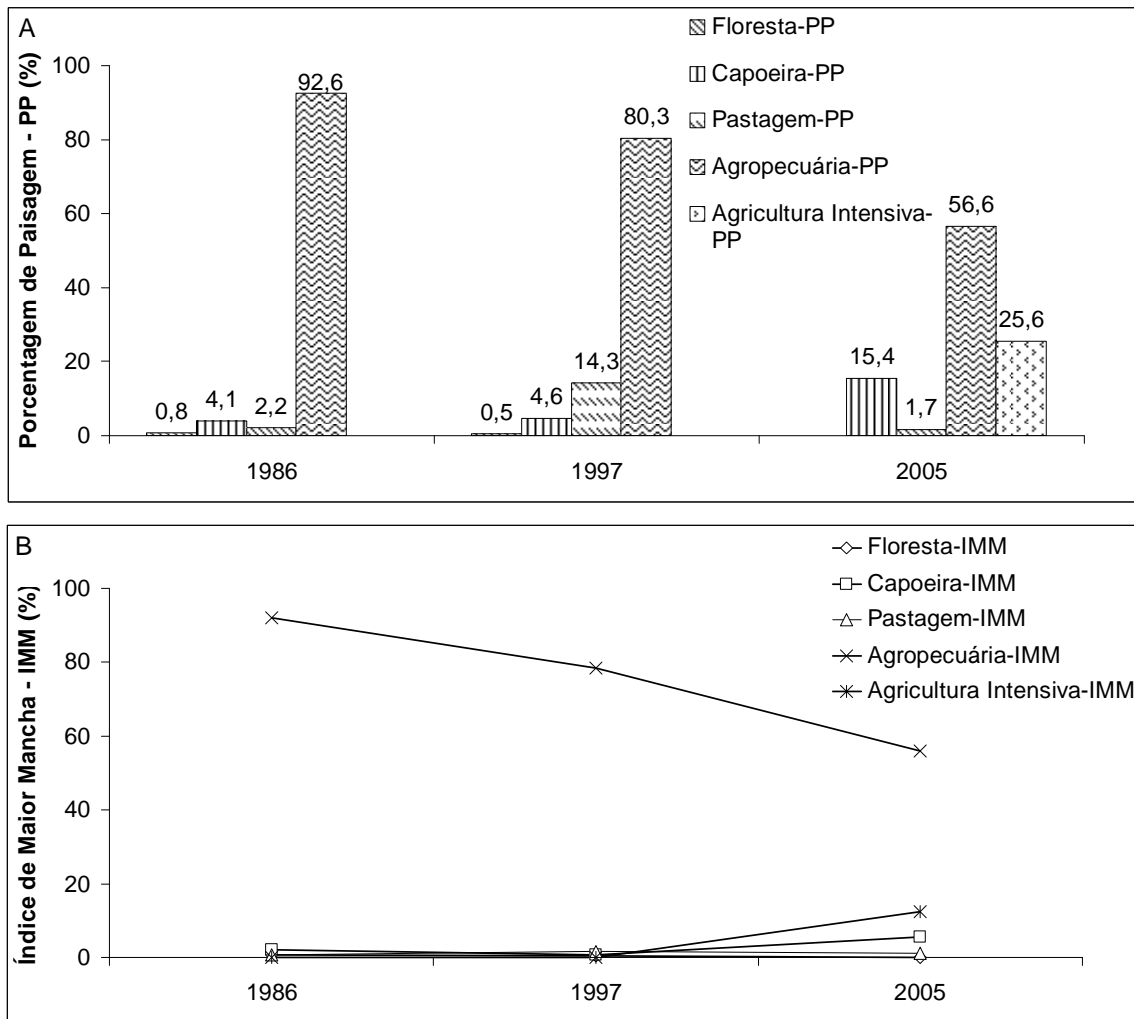 A
Porcentagem de Paisagem - PP (%)
Floresta-PP
Capoeira-PP
Pastagem-PP
Agropecuária-PP
Agricultura Intensiva-
PP
100
80
60
40
20
0
0,8
4,1
2,2
92,6
0,5
4,6
14,3
80,3
15,4
1,7
56,6
25,6
1986
1997
2005
B
Índice de Maior Mancha - IMM (%)
Floresta-IMM
Capoeira-IMM
Pastagem-IMM
Agropecuária-IMM
Agricultura Intensiva-IMM
100
80
60
40
20
0
1986
1997
2005